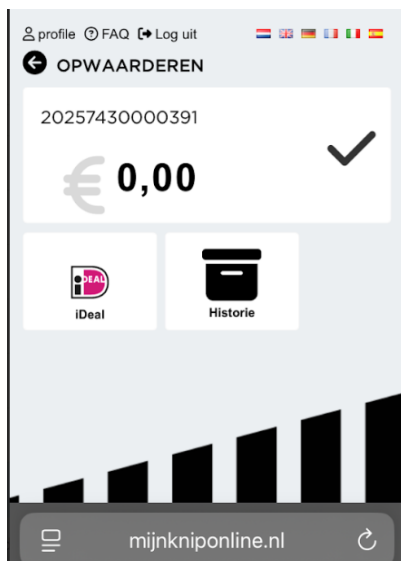 profile FAQ Log uit
OPWAARDEREN
20257430000391
€ 0,00
iDEAL
iDeal
Historie
mijnkniponline.nl